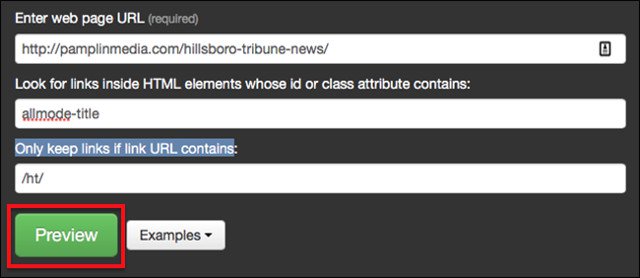 Enter web page URL (required)
http://pamplinmedia.com/hillsboro-tribune-news/
Look for links inside HTML elements whose id or class attribute contains:
allmode-title
Only keep links if link URL contains:
/ht/
Preview
Examples